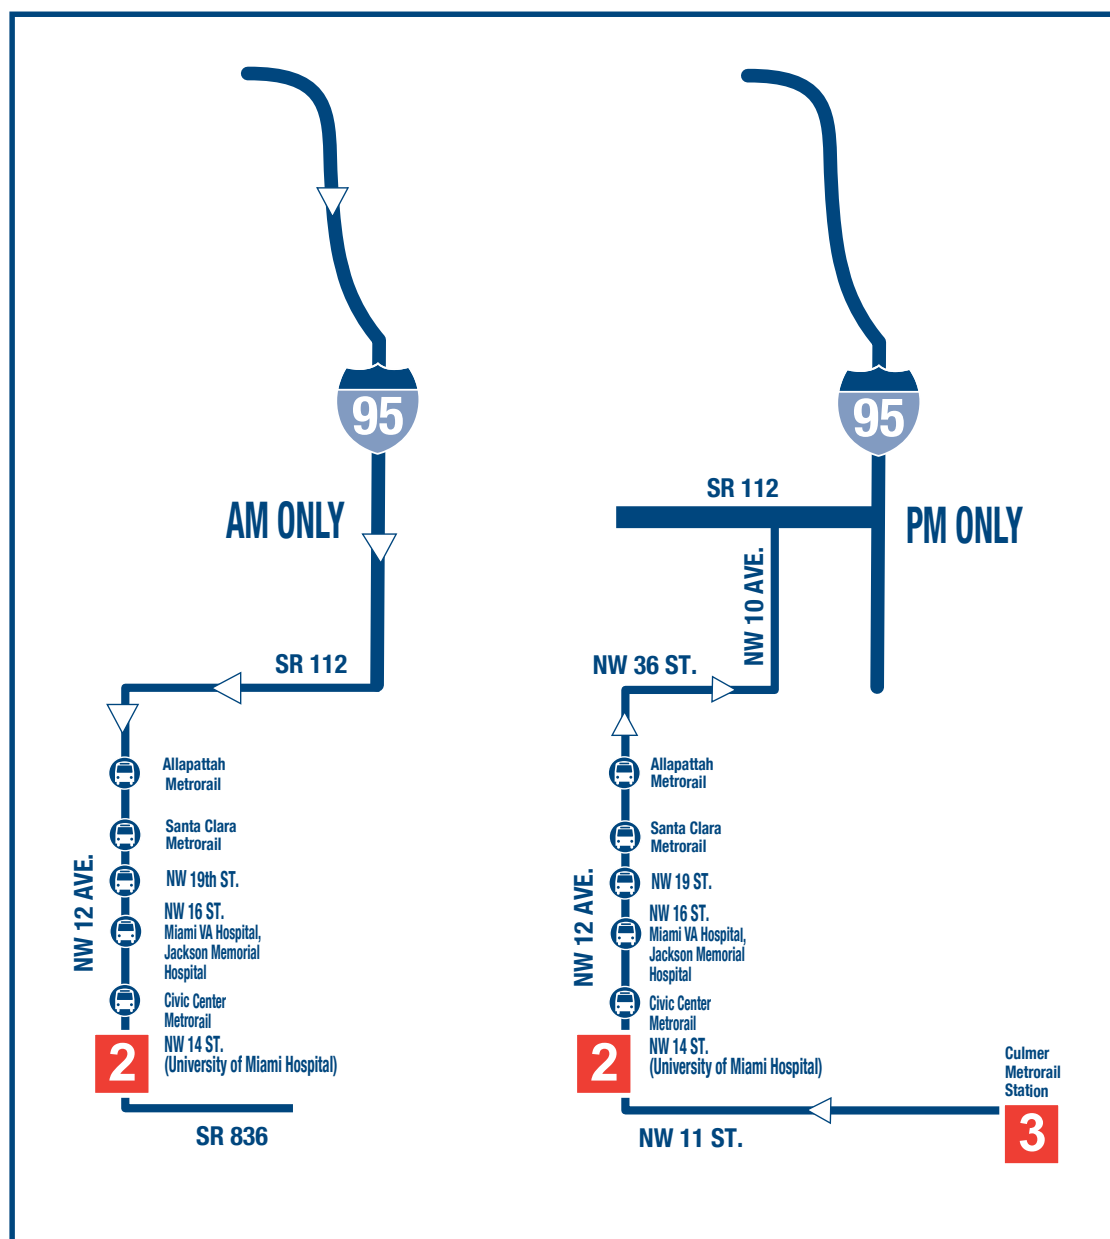 95
AM ONLY
SR 112
Allapattah
Metrorail
Santa Clara
Metrorail
NW 19th ST.
NW 12 AVE.
NW 16 ST.
Miami VA Hospital,
Jackson Memorial
Hospital
Civic Center
Metrorail
2
NW 14 ST.
(University of Miami Hospital)
SR 836
95
SR 112
PM ONLY
NW 10 AVE.
NW 36 ST.
Allapattah
Metrorail
Santa Clara
Metrorail
NW 19 ST.
NW 12 AVE.
NW 16 ST.
Miami VA Hospital,
Jackson Memorial
Hospital
Civic Center
Metrorail
2
NW 14 ST.
(University of Miami Hospital)
NW 11 ST.
Culmer
Metrorail
Station
3